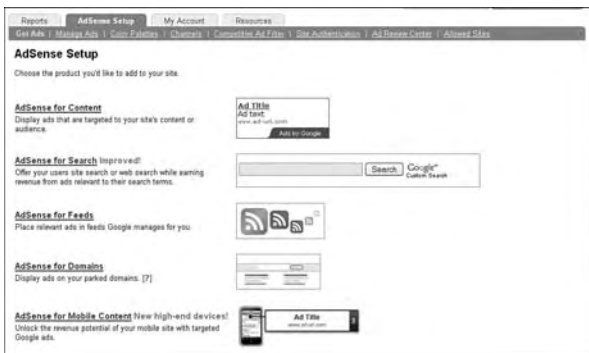 Reports AdSense Setup My Account Resources
Get Ads | Manage Ads | Color Palettes | Channels | Competitive Ad Filter | Site Authentication | Ad Review Center | Allowed Sites
AdSense Setup
Choose the product you'd like to add to your site.
AdSense for Content
Display ads that are targeted to your site's content or
audience.
Ad Title
Ad text
www.ad-url.com
Ads by Google
AdSense for Search Improved!
Offer your users site search or web search while earning
revenue from ads relevant to their search terms.
Search Google™
Custom Search
AdSense for Feeds
Place relevant ads in feeds Google manages for you.
AdSense for Domains
Display ads on your parked domains. [?]
AdSense for Mobile Content New high-end devices!
Unlock the revenue potential of your mobile site with targeted
Google ads.
Ad Title
www.ad-url.com